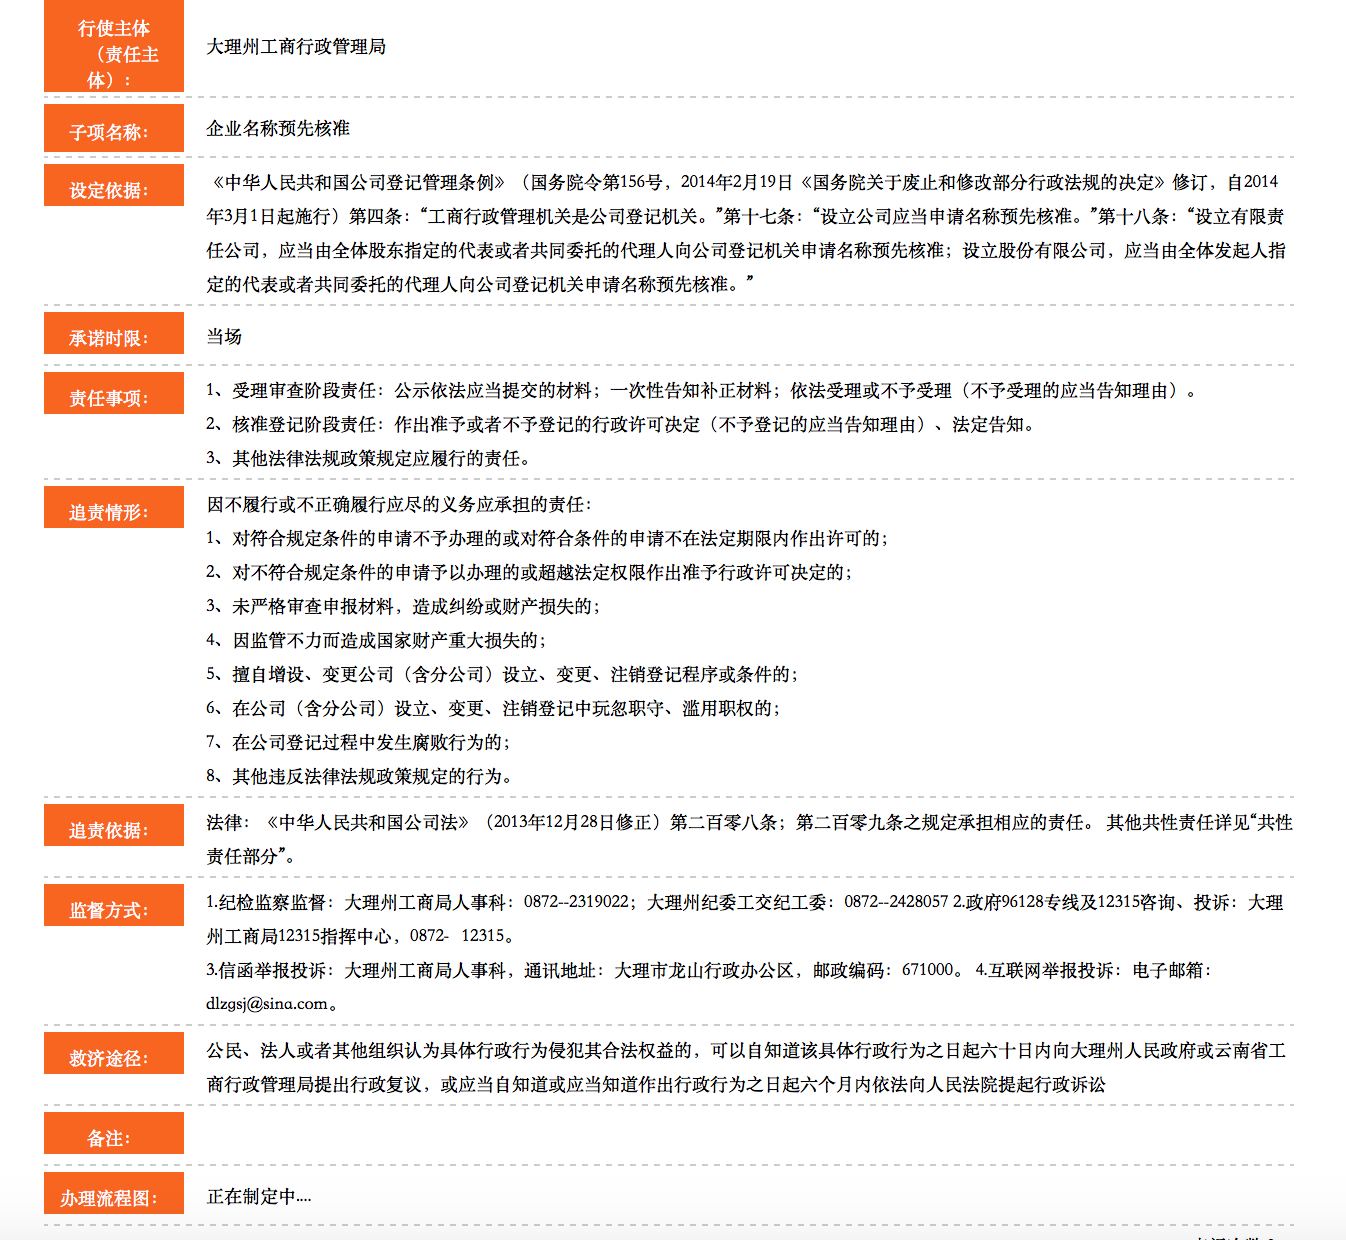 行使主体
（责任主
体）：
大理州工商行政管理局
子项名称：
企业名称预先核准
设定依据：
《中华人民共和国公司登记管理条例》（国务院令第156号，2014年2月19日《国务院关于废止和修改部分行政法规的决定》修订，自2014
年3月1日起施行）第四条：“工商行政管理机关是公司登记机关。”第十七条：“设立公司应当申请名称预先核准。”第十八条：“设立有限责
任公司，应当由全体股东指定的代表或者共同委托的代理人向公司登记机关申请名称预先核准；设立股份有限公司，应当由全体发起人指
定的代表或者共同委托的代理人向公司登记机关申请名称预先核准。”
承诺时限：
当场
责任事项：
1、受理审查阶段责任：公示依法应当提交的材料；一次性告知补正材料；依法受理或不予受理（不予受理的应当告知理由）。
2、核准登记阶段责任：作出准予或者不予登记的行政许可决定（不予登记的应当告知理由）、法定告知。
3、其他法律法规政策规定应履行的责任。
追责情形：
因不履行或不正确履行应尽的义务应承担的责任：
1、对符合规定条件的申请不予办理的或对符合条件的申请不在法定期限内作出许可的；
2、对不符合规定条件的申请予以办理的或超越法定权限作出准予行政许可决定的；
3、未严格审查申报材料，造成纠纷或财产损失的；
4、因监管不力而造成国家财产重大损失的；
5、擅自增设、变更公司（含分公司）设立、变更、注销登记程序或条件的；
6、在公司（含分公司）设立、变更、注销登记中玩忽职守、滥用职权的；
7、在公司登记过程中发生腐败行为的；
8、其他违反法律法规政策规定的行为。
追责依据：
法律：《中华人民共和国公司法》（2013年12月28日修正）第二百零八条；第二百零九条之规定承担相应的责任。 其他共性责任详见“共性
责任部分”。
监督方式：
1.纪检监察监督：大理州工商局人事科：0872--2319022；大理州纪委工交纪工委：0872--2428057 2.政府96128专线及12315咨询、投诉：大理
州工商局12315指挥中心，0872- 12315。
3.信函举报投诉：大理州工商局人事科，通讯地址：大理市龙山行政办公区，邮政编码：671000。 4.互联网举报投诉：电子邮箱：
dlzgsj@sina.com。
救济途径：
公民、法人或者其他组织认为具体行政行为侵犯其合法权益的，可以自知道该具体行政行为之日起六十日内向大理州人民政府或云南省工
商行政管理局提出行政复议，或应当自知道或应当知道作出行政行为之日起六个月内依法向人民法院提起行政诉讼
备注：
办理流程图：
正在制定中....